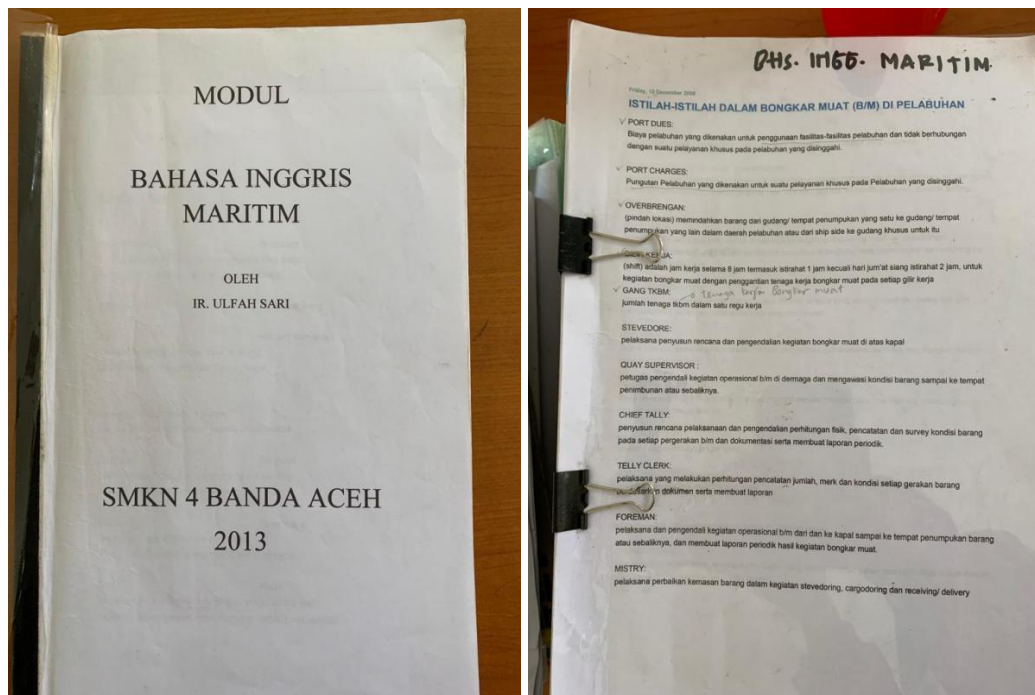 MODUL
BAHASA INGGRIS
MARITIM
OLEH
IR. ULFAH SARI
SMKN 4 BANDA ACEH
2013
BHS. INGG. MARITIM
Friday, 12 December 2008
ISTILAH-ISTILAH DALAM BONGKAR MUAT (B/M) DI PELABUHAN
PORT DUES:
Biaya pelabuhan yang dikenakan untuk penggunaan fasilitas-fasilitas pelabuhan dan tidak berhubungan
dengan suatu pelayanan khusus pada pelabuhan yang disinggahi.
PORT CHARGES:
Pungutan Pelabuhan yang dikenakan untuk suatu pelayanan khusus pada Pelabuhan yang disinggahi.
OVERBRENGAN:
(pindah lokasi) memindahkan barang dari gudang/ tempat penumpukan yang satu ke gudang/ tempat
penumpukan yang lain dalam daerah pelabuhan atau dari ship side ke gudang khusus untuk itu
KERJA:
(shift) adalah jam kerja selama 8 jam termasuk istirahat 1 jam kecuali hari jum'at siang istirahat 2 jam, untuk
kegiatan bongkar muat dengan penggantian tenaga kerja bongkar muat pada setiap gilir kerja
GANG TKBM: tenaga kerja bongkar muat
jumlah tenaga tkbm dalam satu regu kerja
STEVEDORE:
pelaksana penyusun rencana dan pengendalian kegiatan bongkar muat di atas kapal
QUAY SUPERVISOR :
petugas pengendali kegiatan operasional b/m di dermaga dan mengawasi kondisi barang sampai ke tempat
penimbunan atau sebaliknya.
CHIEF TALLY:
penyusun rencana pelaksanaan dan pengendalian perhitungan fisik, pencatatan dan survey kondisi barang
pada setiap pergerakan b/m dan dokumentasi serta membuat laporan periodik.
TELLY CLERK:
pelaksana yang melakukan perhitungan pencatatan jumlah, merk dan kondisi setiap gerakan barang
dokumen serta membuat laporan
FOREMAN:
pelaksana dan pengendali kegiatan operasional b/m dari dan ke kapal sampai ke tempat penumpukan barang
atau sebaliknya, dan membuat laporan periodik hasil kegiatan bongkar muat.
MISTRY:
pelaksana perbaikan kemasan barang dalam kegiatan stevedoring, cargodoring dan receiving/ delivery